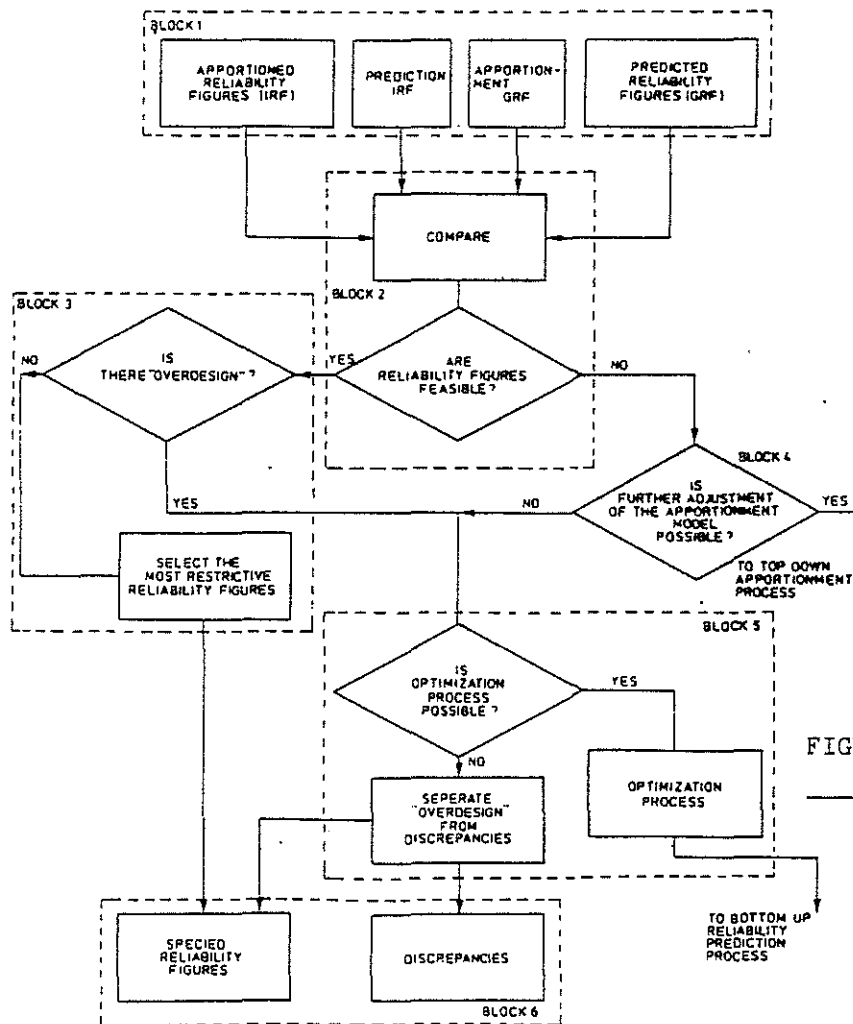 BLOCK 1
APPORTIONED
RELIABILITY
FIGURES (IRF)
PREDICTION
IRF
APPORTION-
MENT
GRF
PREDICTED
RELIABILITY
FIGURES (GRF)
COMPARE
BLOCK 2
BLOCK 3
IS
THERE "OVERDESIGN"?
NO
YES
ARE
RELIABILITY FIGURES
FEASIBLE?
NO
BLOCK 4
IS
FURTHER ADJUSTMENT
OF THE APPORTIONMENT
MODEL
POSSIBLE?
YES
NO
YES
TO TOP DOWN
APPORTIONMENT
PROCESS
SELECT THE
MOST RESTRICTIVE
RELIABILITY FIGURES
BLOCK 5
IS
OPTIMIZATION
PROCESS
POSSIBLE?
YES
NO
FIG
OPTIMIZATION
PROCESS
SEPERATE
"OVERDESIGN"
FROM
DISCREPANCIES
TO BOTTOM UP
RELIABILITY
PREDICTION
PROCESS
SPECIED
RELIABILITY
FIGURES
DISCREPANCIES
BLOCK 6